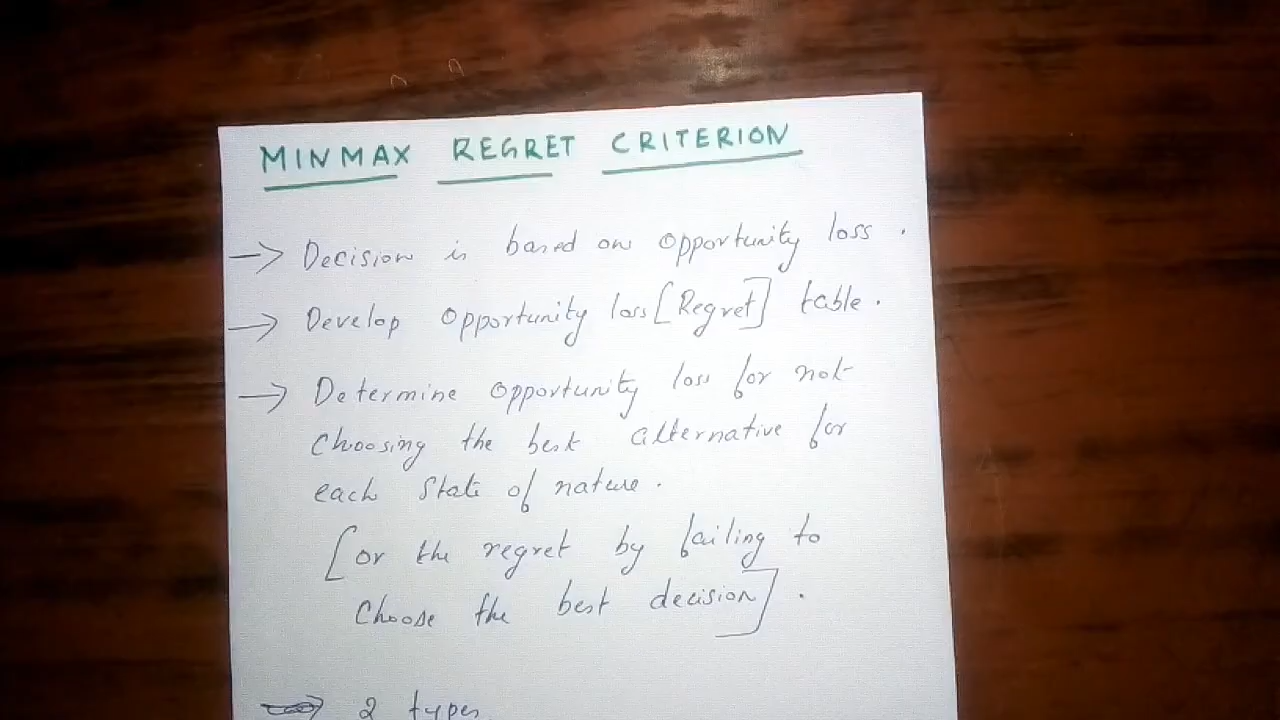 MINMAX REGRET CRITERION
→ Decision is based on opportunity loss.
→ Develop opportunity loss [Regret] table.
→ Determine opportunity loss for not
choosing the best alternative for
each state of nature.
[or the regret by failing to
choose the best decision].
→ 2 types